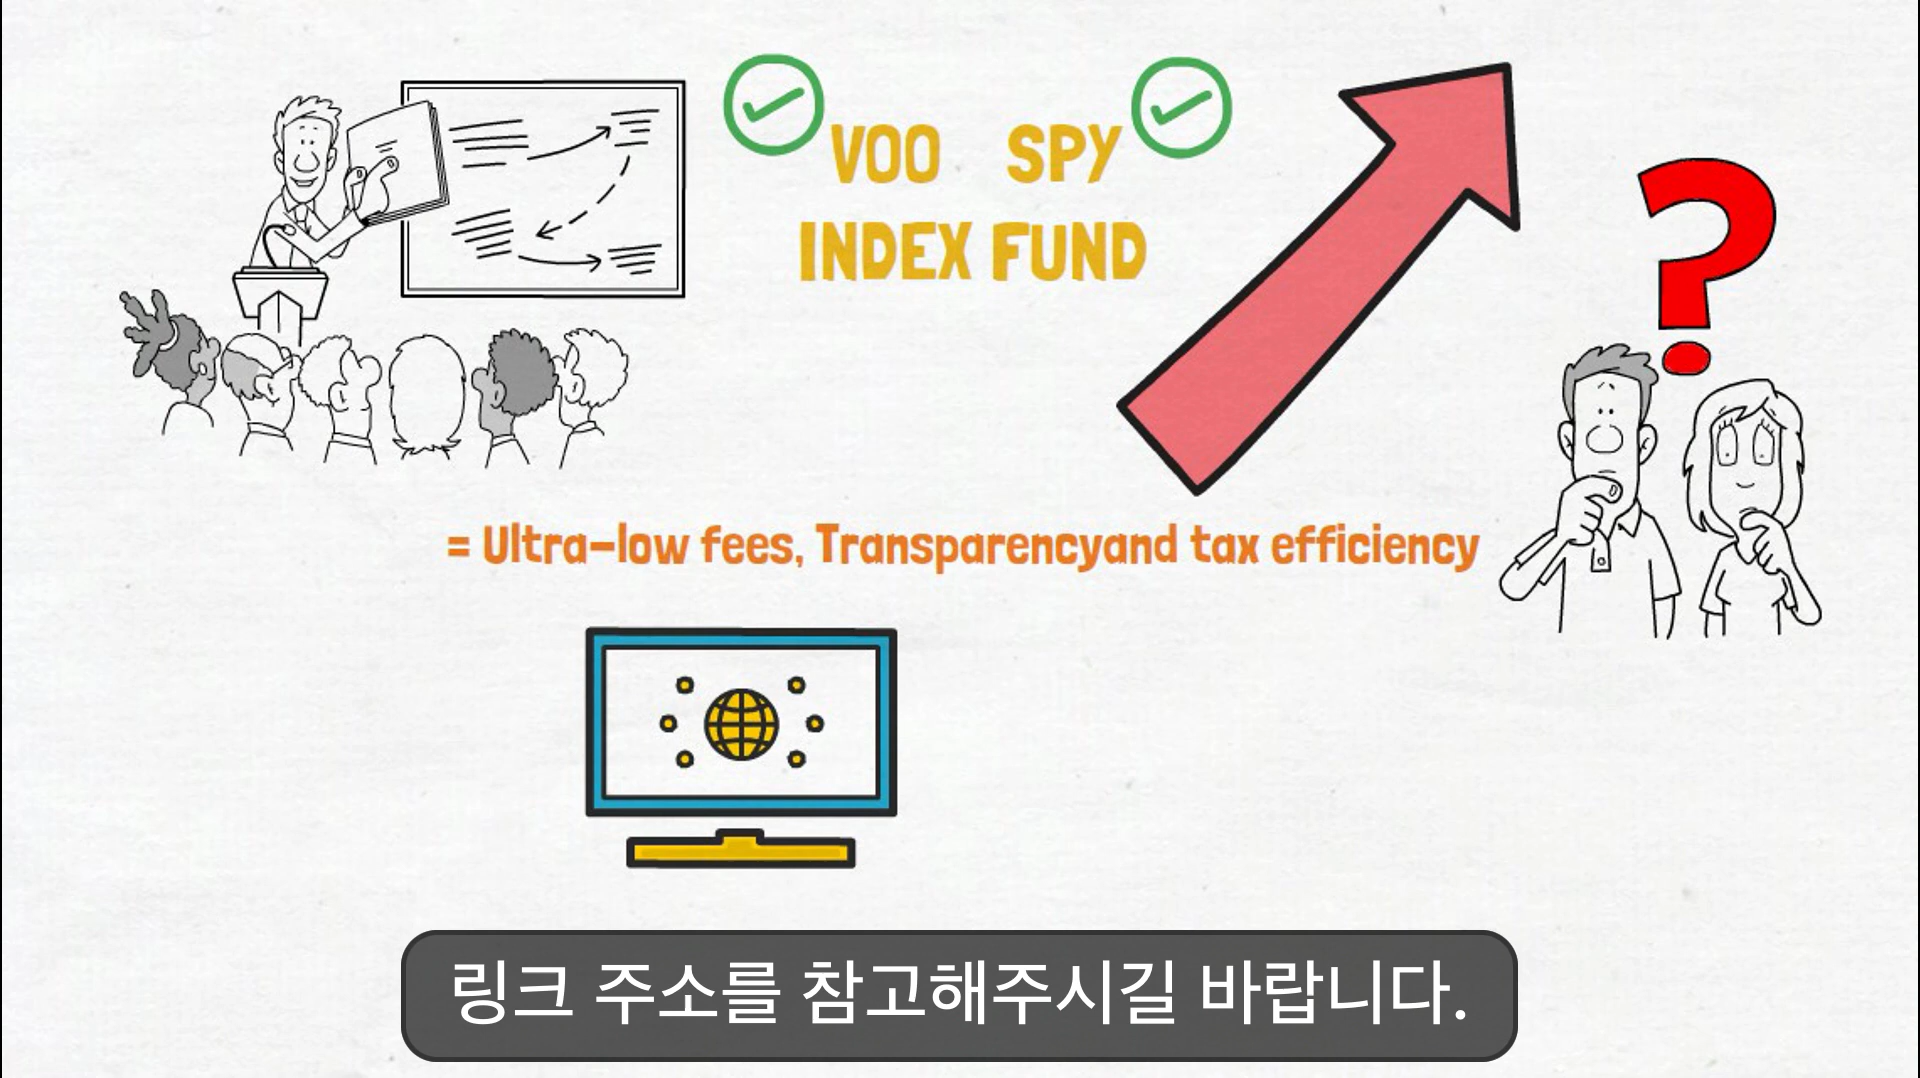 VOO SPY
INDEX FUND
?
= Ultra-low fees, Transparencyand tax efficiency
링크 주소를 참고해주시길 바랍니다.